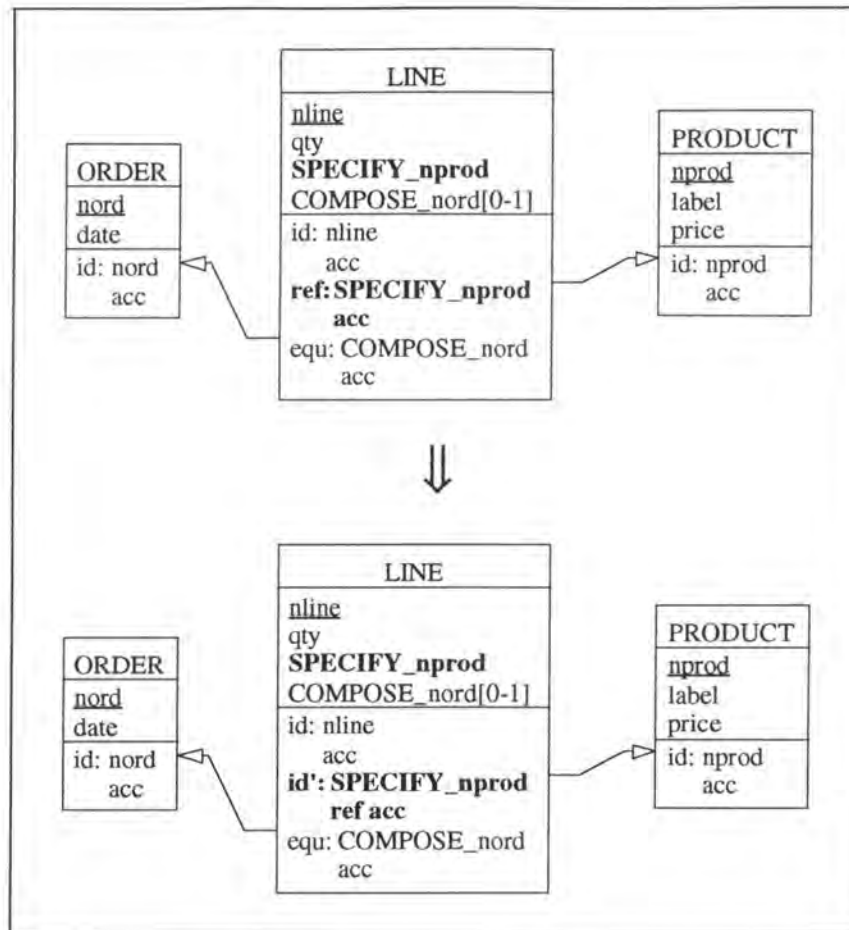 LINE
nline
qty
SPECIFY_nprod
COMPOSE_nord[0-1]
id: nline
acc
ref: SPECIFY_nprod
acc
equ: COMPOSE_nord
acc
ORDER
nord
date
id: nord
acc
PRODUCT
nprod
label
price
id: nprod
acc
⇓
LINE
nline
qty
SPECIFY_nprod
COMPOSE_nord[0-1]
id: nline
acc
id': SPECIFY_nprod
ref acc
equ: COMPOSE_nord
acc
ORDER
nord
date
id: nord
acc
PRODUCT
nprod
label
price
id: nprod
acc